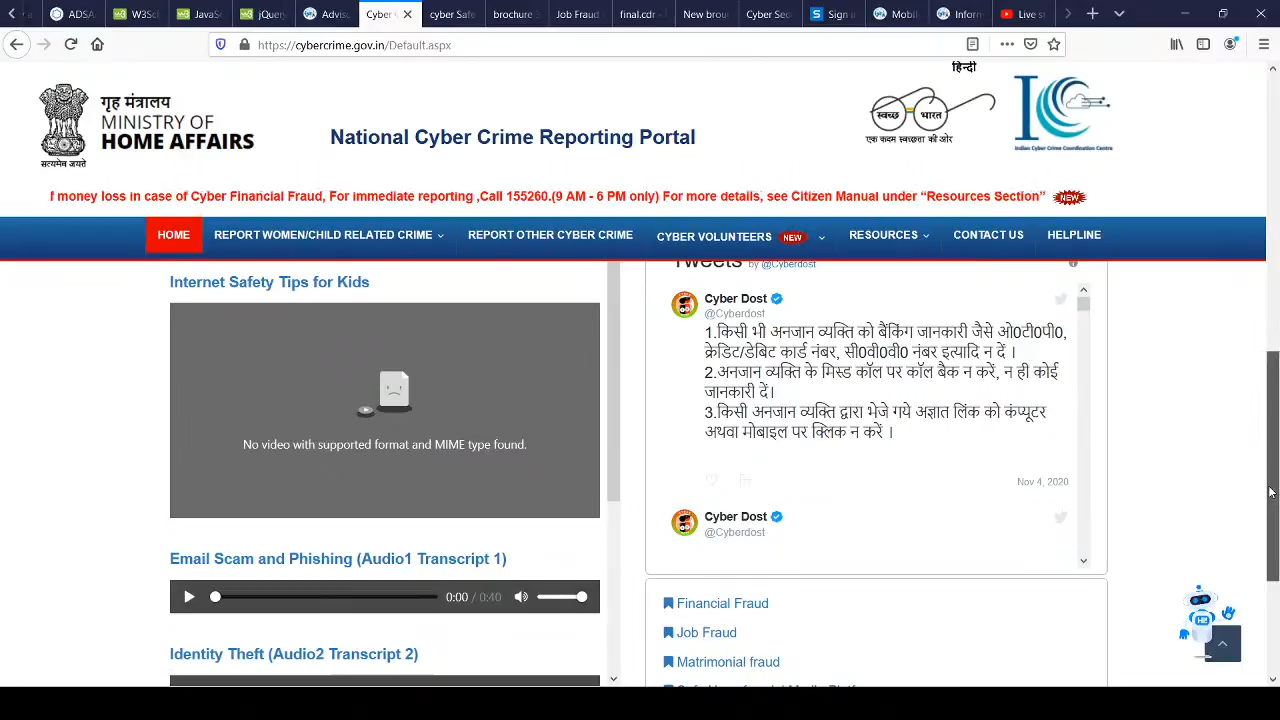 ADSA
W3Sc
JavaSc
jQuery
Adviso
Cyber
cyber Safe
brochure
Job Fraud
final.cdr -
New brou
Cyber Sec
Sign u
Mobil
Inform
Live s
https://cybercrime.gov.in/Default.aspx
हिन्दी
गृह मंत्रालय
MINISTRY OF
HOME AFFAIRS
सत्यमेव जयते
National Cyber Crime Reporting Portal
स्वच्छ भारत
एक कदम स्वच्छता की ओर
Indian Cyber Crime Coordination Centre
f money loss in case of Cyber Financial Fraud, For immediate reporting ,Call 155260.(9 AM - 6 PM only) For more details, see Citizen Manual under “Resources Section” NEW
HOME REPORT WOMEN/CHILD RELATED CRIME REPORT OTHER CYBER CRIME CYBER VOLUNTEERS NEW RESOURCES CONTACT US HELPLINE
Internet Safety Tips for Kids
No video with supported format and MIME type found.
Email Scam and Phishing (Audio1 Transcript 1)
0:00 / 0:40
Identity Theft (Audio2 Transcript 2)
Tweets by @Cyberdost
Cyber Dost
@Cyberdost
1.किसी भी अनजान व्यक्ति को बैंकिंग जानकारी जैसे ओ0टी0पी0,
क्रेडिट/डेबिट कार्ड नंबर, सी0वी0वी0 नंबर इत्यादि न दें ।
2.अनजान व्यक्ति के मिस्ड कॉल पर कॉल बैक न करें, न ही कोई
जानकारी दें।
3.किसी अनजान व्यक्ति द्वारा भेजे गये अज्ञात लिंक को कंप्यूटर
अथवा मोबाइल पर क्लिक न करें ।
Nov 4, 2020
Cyber Dost
@Cyberdost
Financial Fraud
Job Fraud
Matrimonial fraud
HI